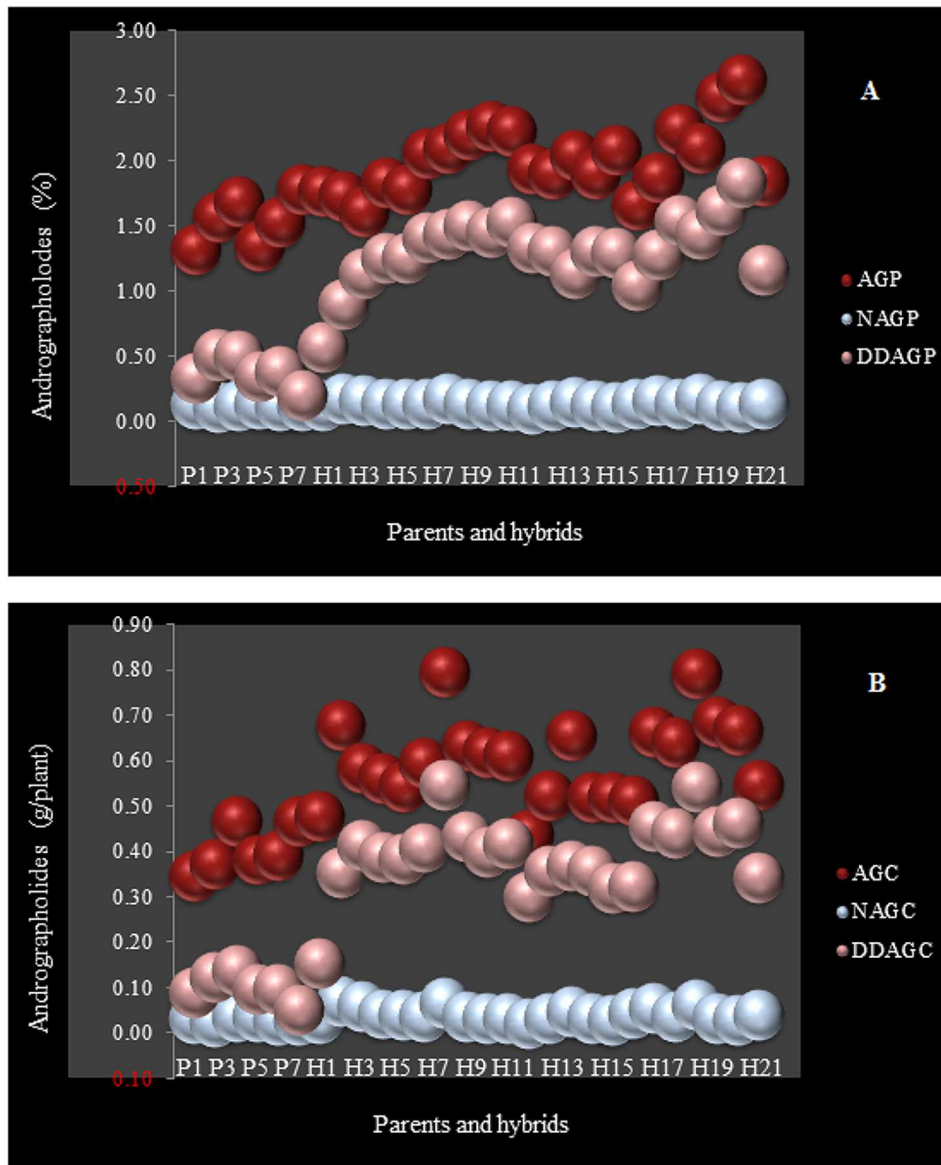 3.00
A
2.50
2.00
1.50
1.00
0.50
0.00
0.50
Andrographolodes (%)
AGP
NAGP
DDAGP
P1 P3 P5 P7 H1 H3 H5 H7 H9 H11 H13 H15 H17 H19 H21
Parents and hybrids
0.90
0.80
B
0.70
0.60
0.50
0.40
0.30
0.20
0.10
0.00
0.10
Andrographolides (g/plant)
AGC
NAGC
DDAGC
P1 P3 P5 P7 H1 H3 H5 H7 H9 H11 H13 H15 H17 H19 H21
Parents and hybrids